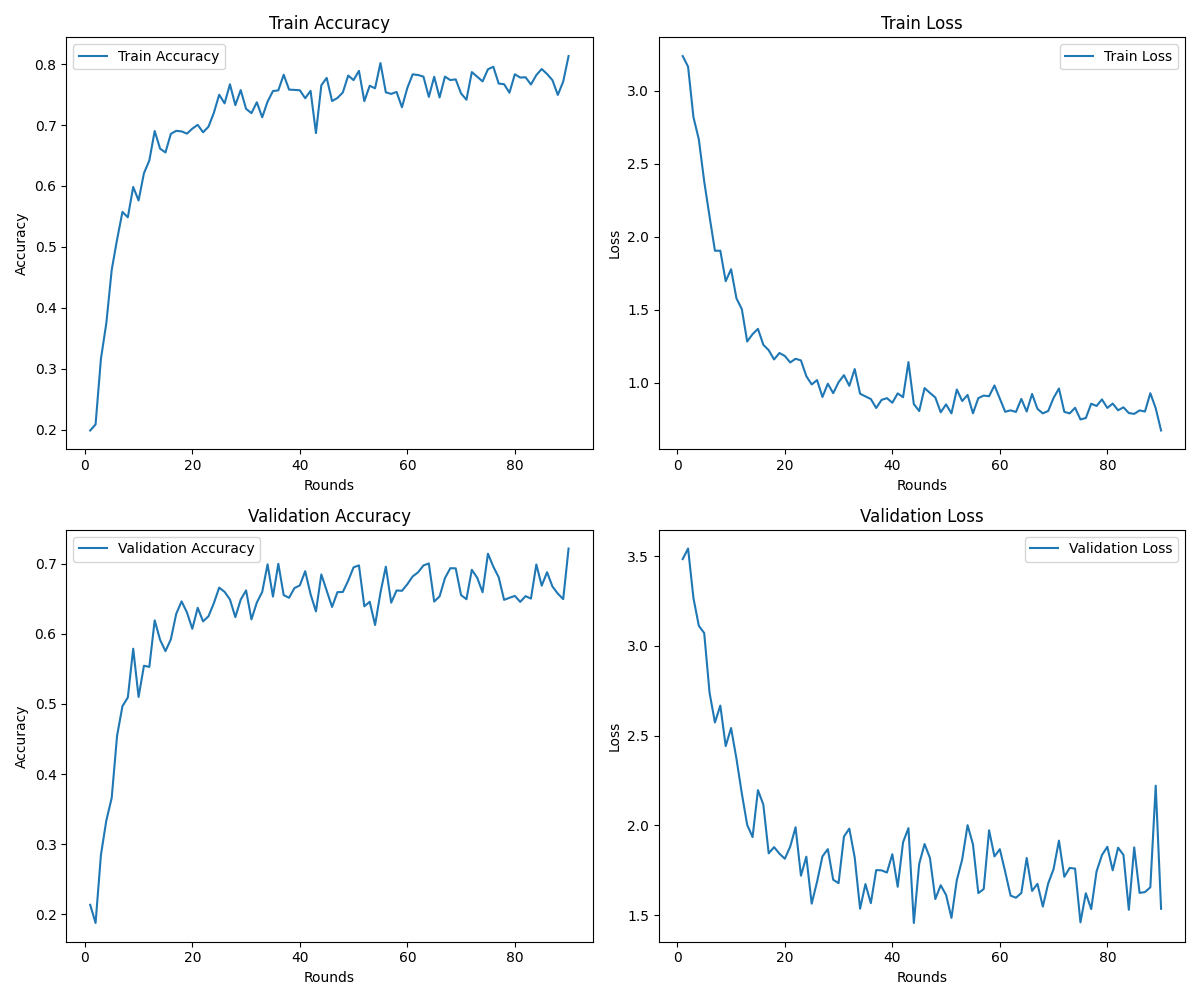 Train Accuracy
Train Accuracy
0.8
0.7
0.6
0.5
0.4
0.3
0.2
Accuracy
0 20 40 60 80
Rounds
Train Loss
Train Loss
3.0
2.5
2.0
1.5
1.0
Loss
0 20 40 60 80
Rounds
Validation Accuracy
Validation Accuracy
0.7
0.6
0.5
0.4
0.3
0.2
Accuracy
0 20 40 60 80
Rounds
Validation Loss
Validation Loss
3.5
3.0
2.5
2.0
1.5
Loss
0 20 40 60 80
Rounds